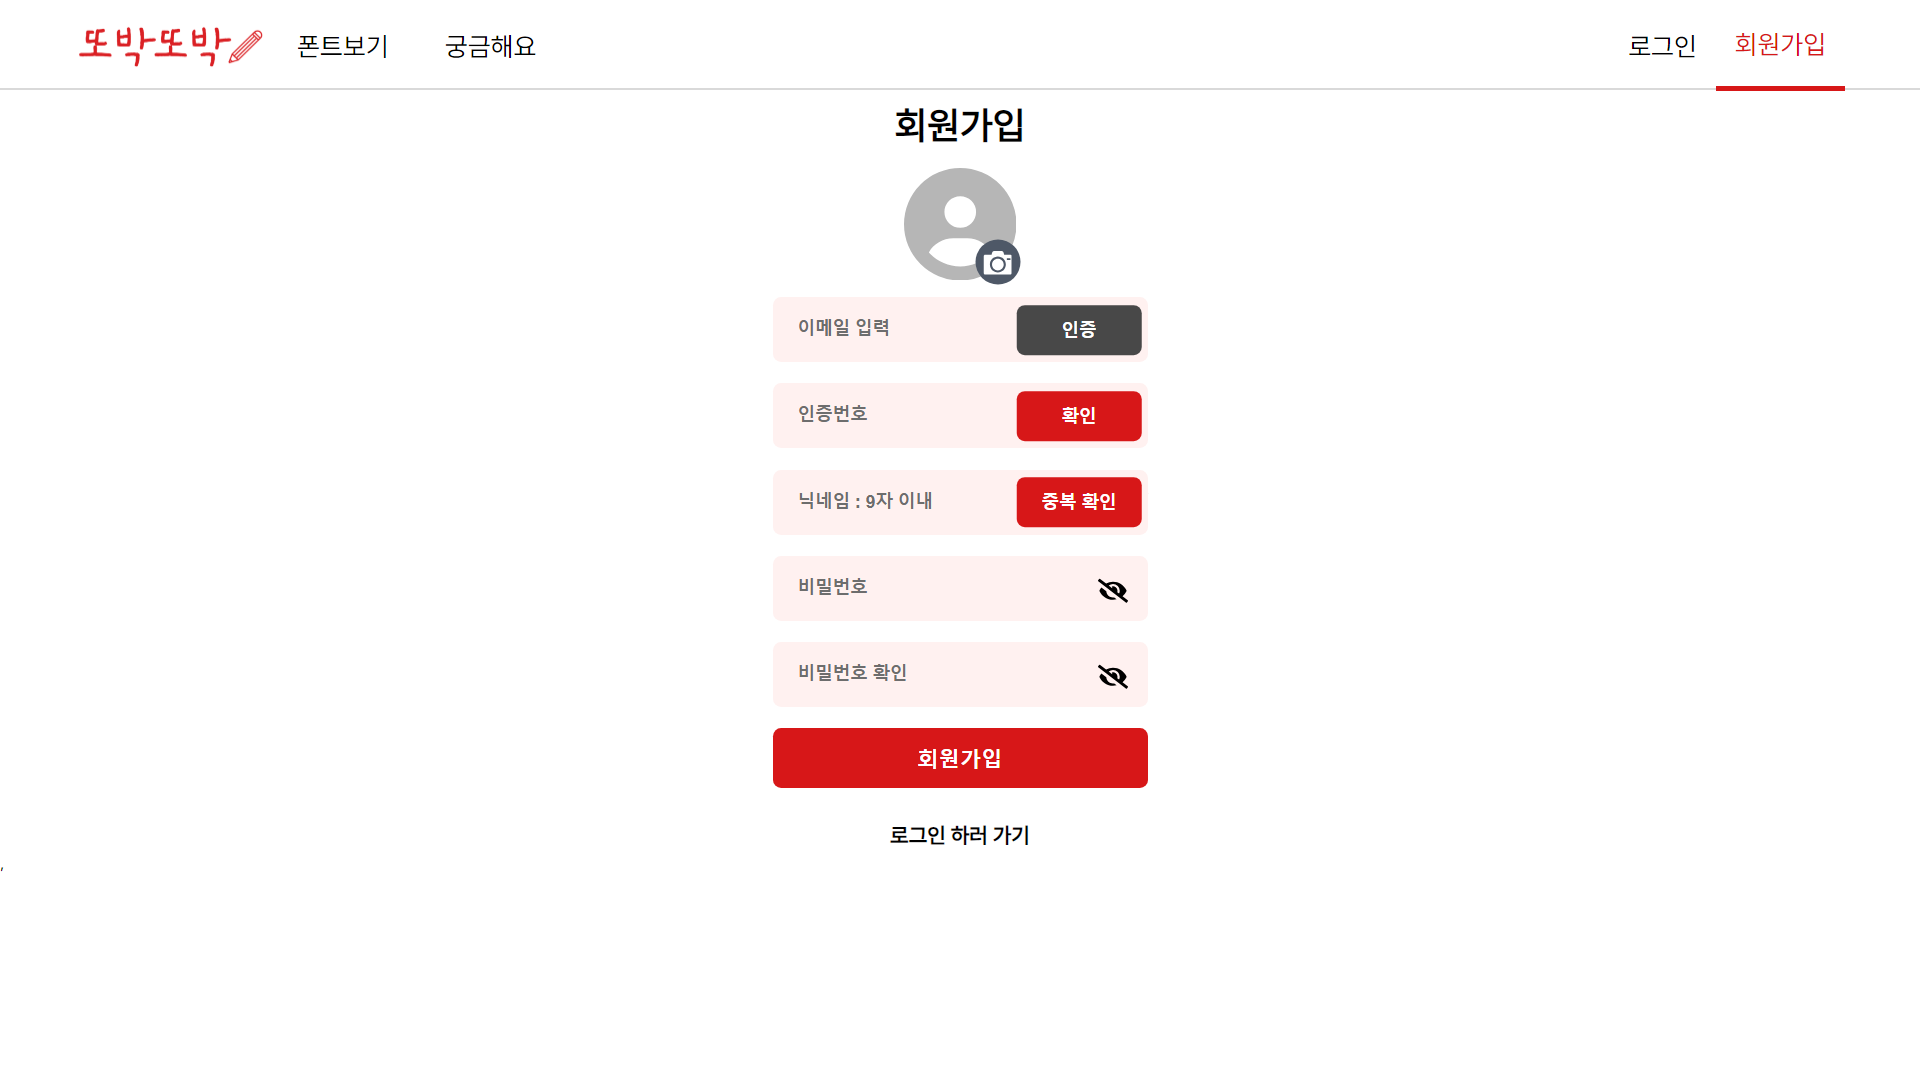 또박또박 폰트보기 궁금해요 로그인 회원가입
회원가입
이메일 입력 인증
인증번호 확인
닉네임 : 9자 이내 중복 확인
비밀번호
비밀번호 확인
회원가입
로그인 하러 가기
,